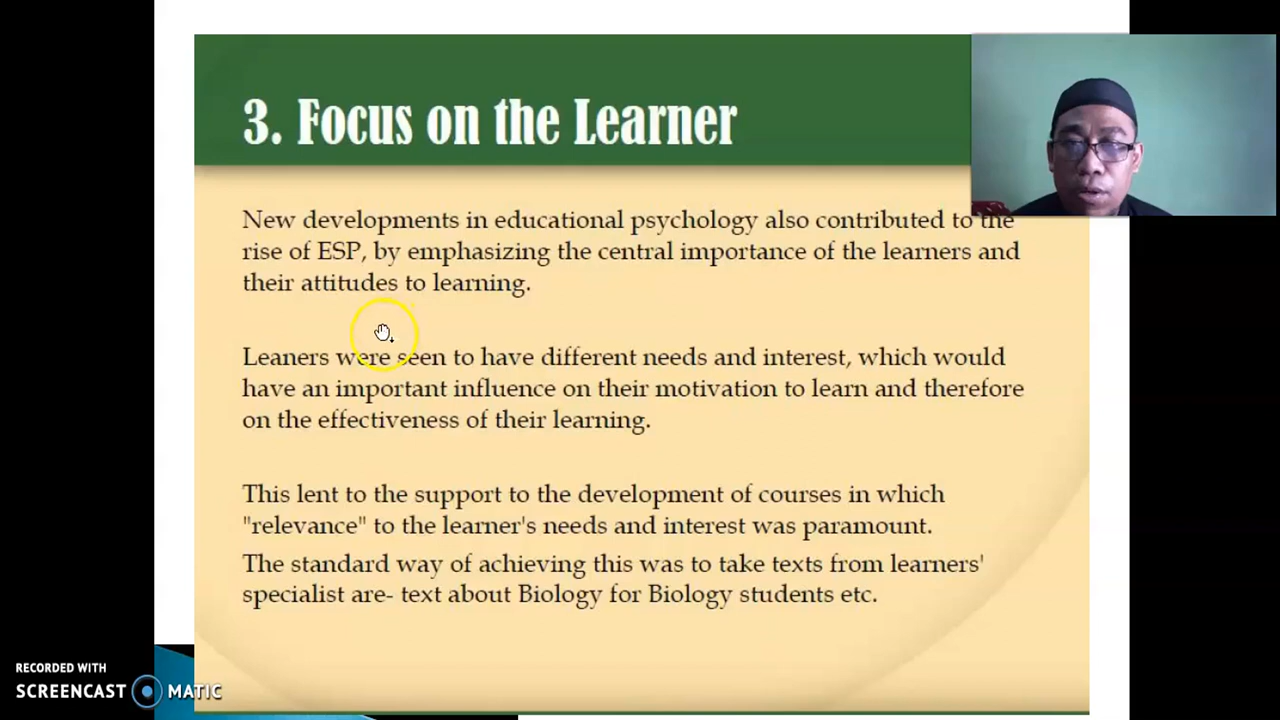 3. Focus on the Learner
New developments in educational psychology also contributed to the
rise of ESP, by emphasizing the central importance of the learners and
their attitudes to learning.
Leaners were seen to have different needs and interest, which would
have an important influence on their motivation to learn and therefore
on the effectiveness of their learning.
This lent to the support to the development of courses in which
"relevance" to the learner's needs and interest was paramount.
The standard way of achieving this was to take texts from learners'
specialist are- text about Biology for Biology students etc.
RECORDED WITH
SCREENCAST MATIC